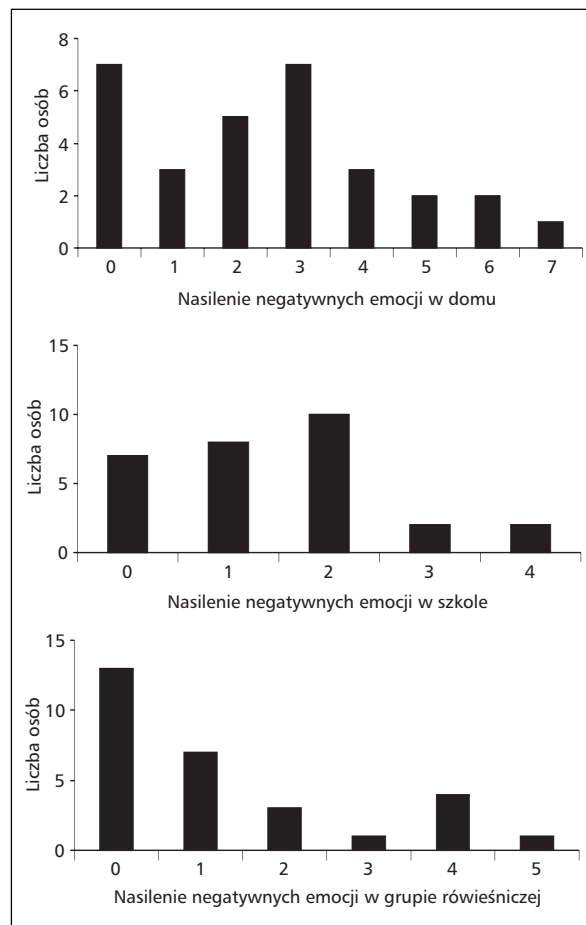 Liczba osób
8
6
4
2
0
0 1 2 3 4 5 6 7
Nasilenie negatywnych emocji w domu
Liczba osób
15
10
5
0
0 1 2 3 4
Nasilenie negatywnych emocji w szkole
Liczba osób
15
10
5
0
0 1 2 3 4 5
Nasilenie negatywnych emocji w grupie rówieśniczej